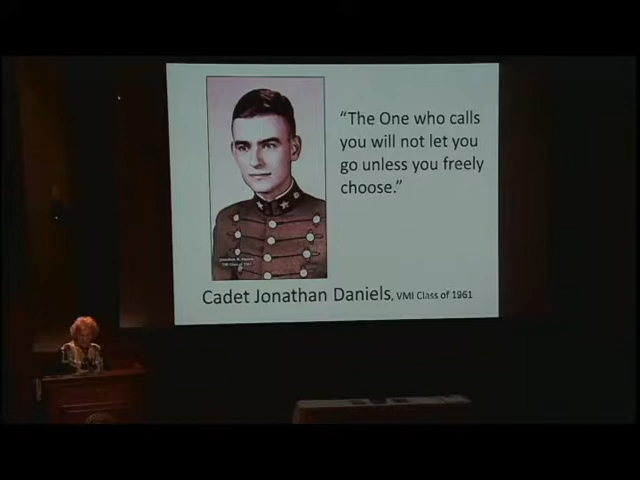 “The One who calls
you will not let you
go unless you freely
choose.”
Cadet Jonathan Daniels, VMI Class of 1961